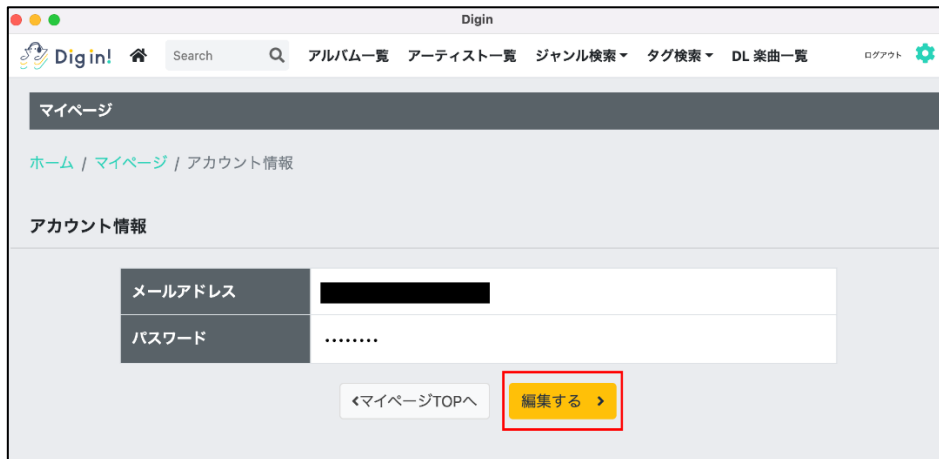 Digin
Digin! Search アルバム一覧 アーティスト一覧 ジャンル検索 タグ検索 DL 楽曲一覧 ログアウト
マイページ
ホーム / マイページ / アカウント情報
アカウント情報
メールアドレス
パスワード ........
マイページTOPへ 編集する